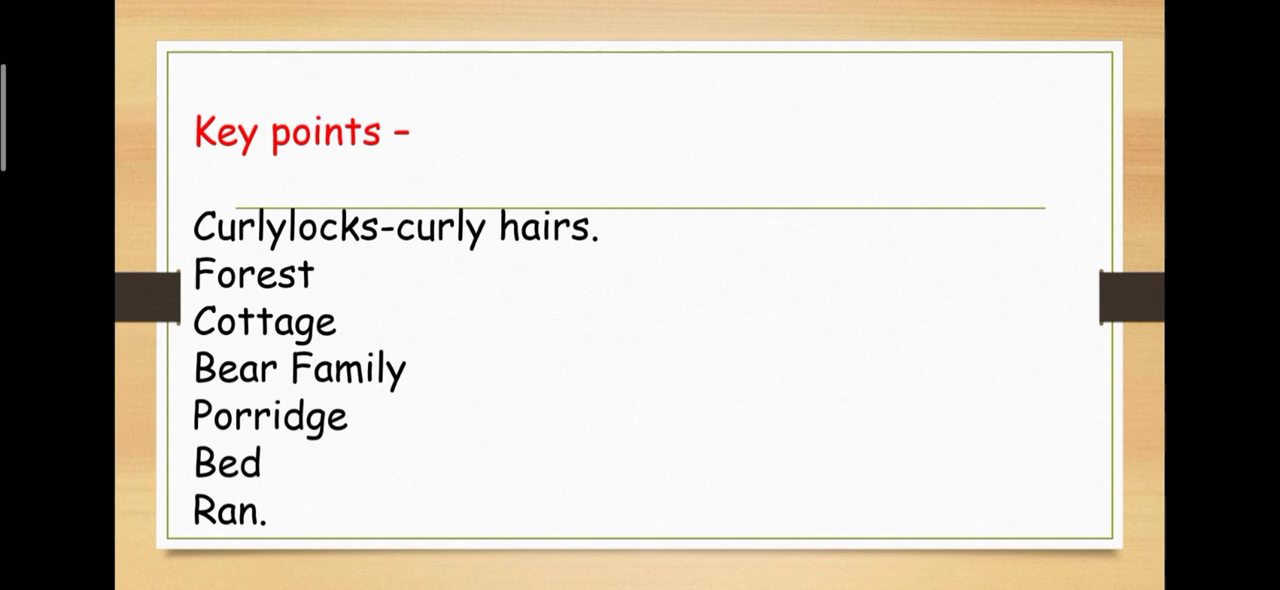 Key points –
Curlylocks-curly hairs.
Forest
Cottage
Bear Family
Porridge
Bed
Ran.